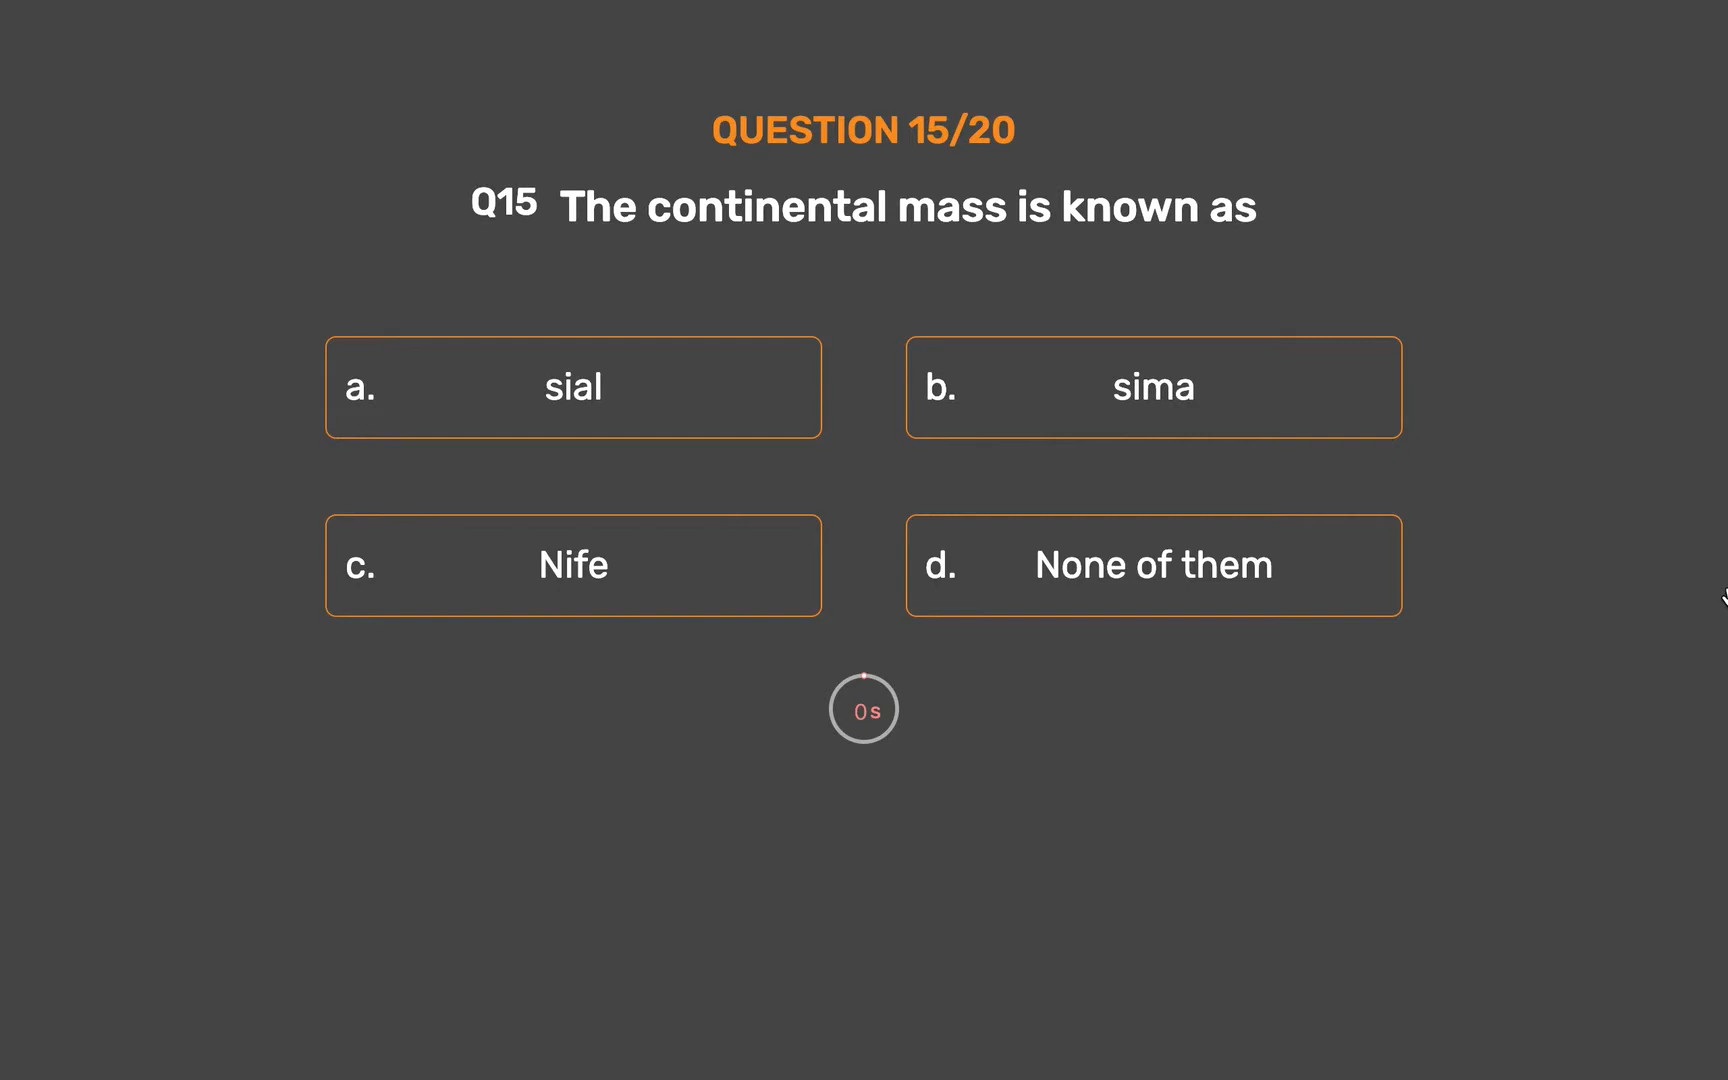 QUESTION 15/20
Q15 The continental mass is known as
a. sial
b. sima
c. Nife
d. None of them
0s